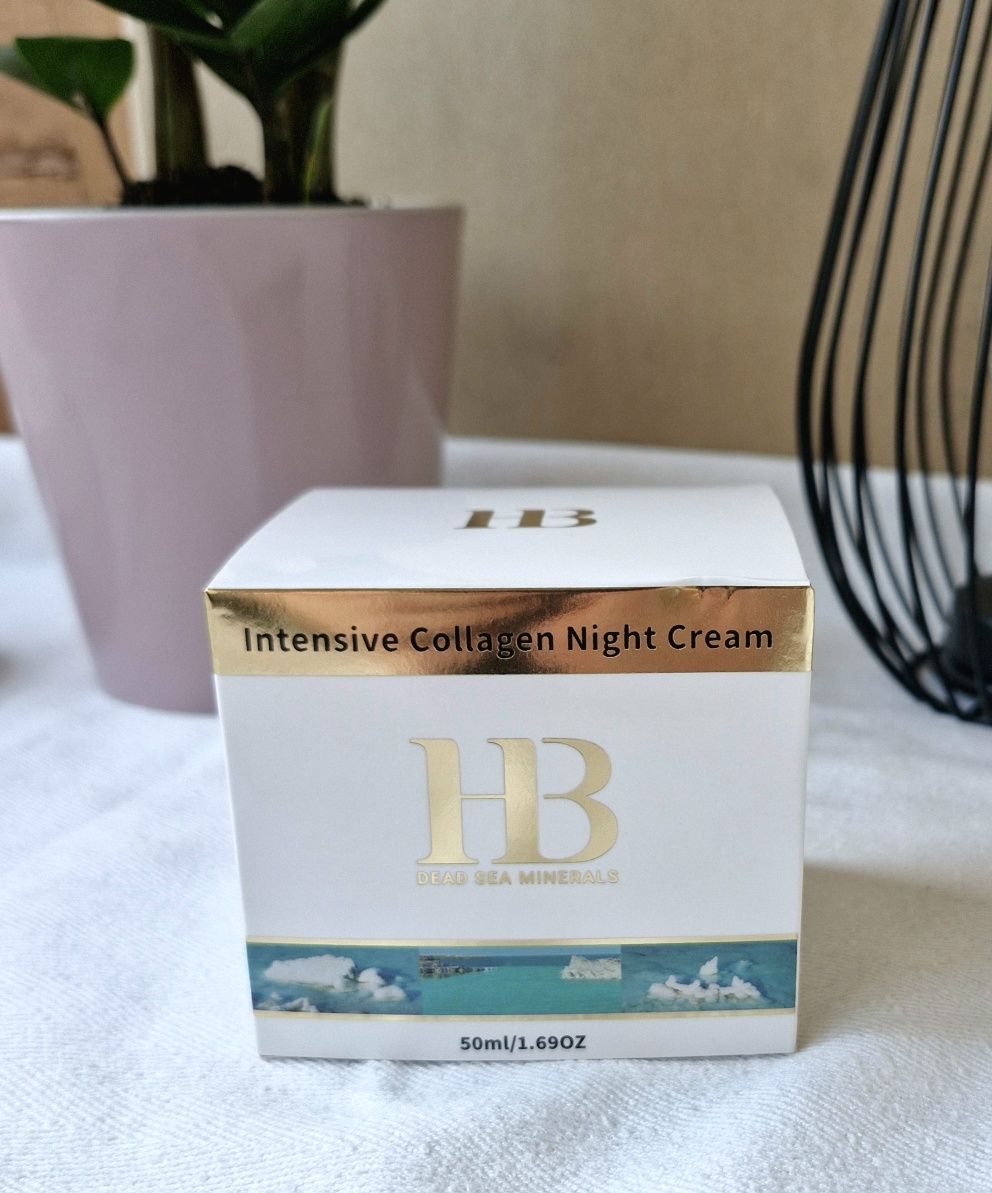 HB
Intensive Collagen Night Cream
HB
DEAD SEA MINERALS
50ml/1.69OZ